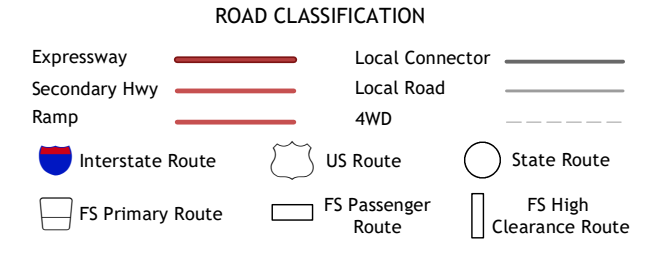 ROAD CLASSIFICATION
Expressway
Local Connector
Secondary Hwy
Local Road
Ramp
4WD
Interstate Route
US Route
State Route
FS Primary Route
FS Passenger
Route
FS High
Clearance Route